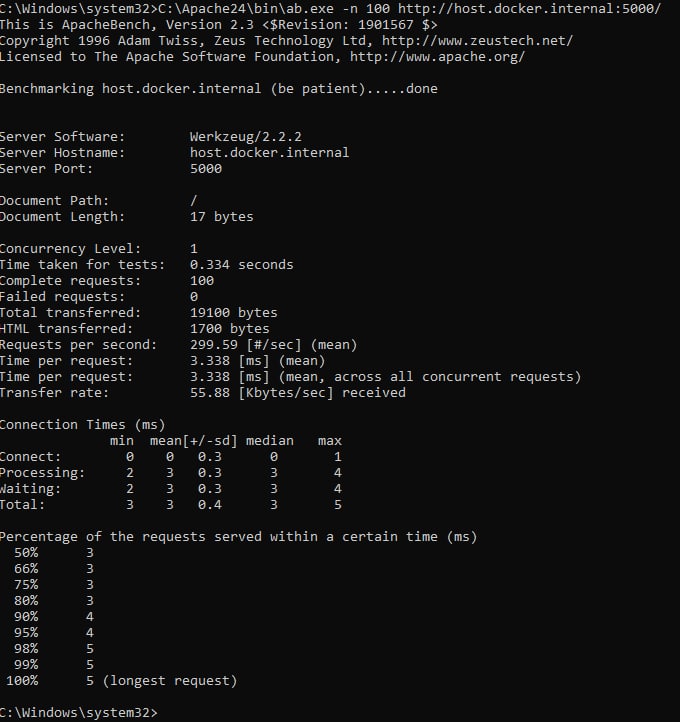 C:\Windows\system32>C:\Apache24\bin\ab.exe -n 100 http://host.docker.internal:5000/
This is ApacheBench, Version 2.3 <$Revision: 1901567 $>
Copyright 1996 Adam Twiss, Zeus Technology Ltd, http://www.zeustech.net/
Licensed to The Apache Software Foundation, http://www.apache.org/

Benchmarking host.docker.internal (be patient).....done


Server Software:        Werkzeug/2.2.2
Server Hostname:        host.docker.internal
Server Port:            5000

Document Path:          /
Document Length:        17 bytes

Concurrency Level:      1
Time taken for tests:   0.334 seconds
Complete requests:      100
Failed requests:        0
Total transferred:      19100 bytes
HTML transferred:       1700 bytes
Requests per second:    299.59 [#/sec] (mean)
Time per request:       3.338 [ms] (mean)
Time per request:       3.338 [ms] (mean, across all concurrent requests)
Transfer rate:          55.88 [Kbytes/sec] received

Connection Times (ms)
              min  mean[+/-sd] median   max
Connect:        0    0   0.3      0       1
Processing:     2    3   0.3      3       4
Waiting:        2    3   0.3      3       4
Total:          3    3   0.4      3       5

Percentage of the requests served within a certain time (ms)
  50%      3
  66%      3
  75%      3
  80%      3
  90%      4
  95%      4
  98%      5
  99%      5
 100%      5 (longest request)

C:\Windows\system32>